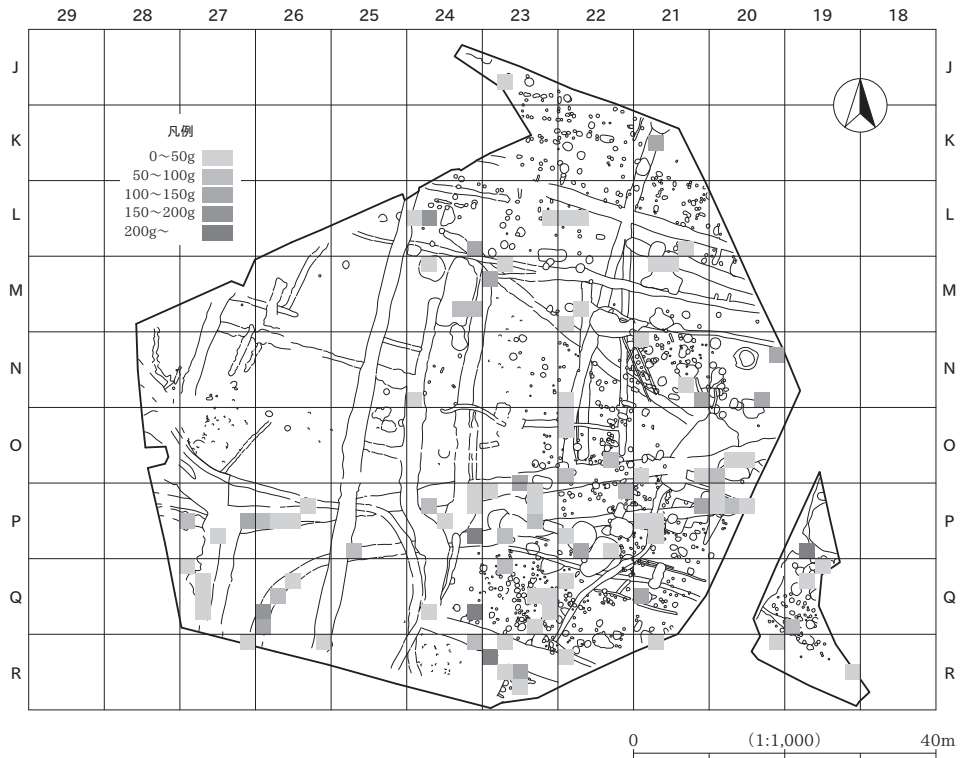 29 28 27 26 25 24 23 22 21 20 19 18
J J
K K
凡例
0〜50g
50〜100g
100〜150g
150〜200g
200g〜
L L
M M
N N
O O
P P
Q Q
R R
0 (1:1,000) 40m